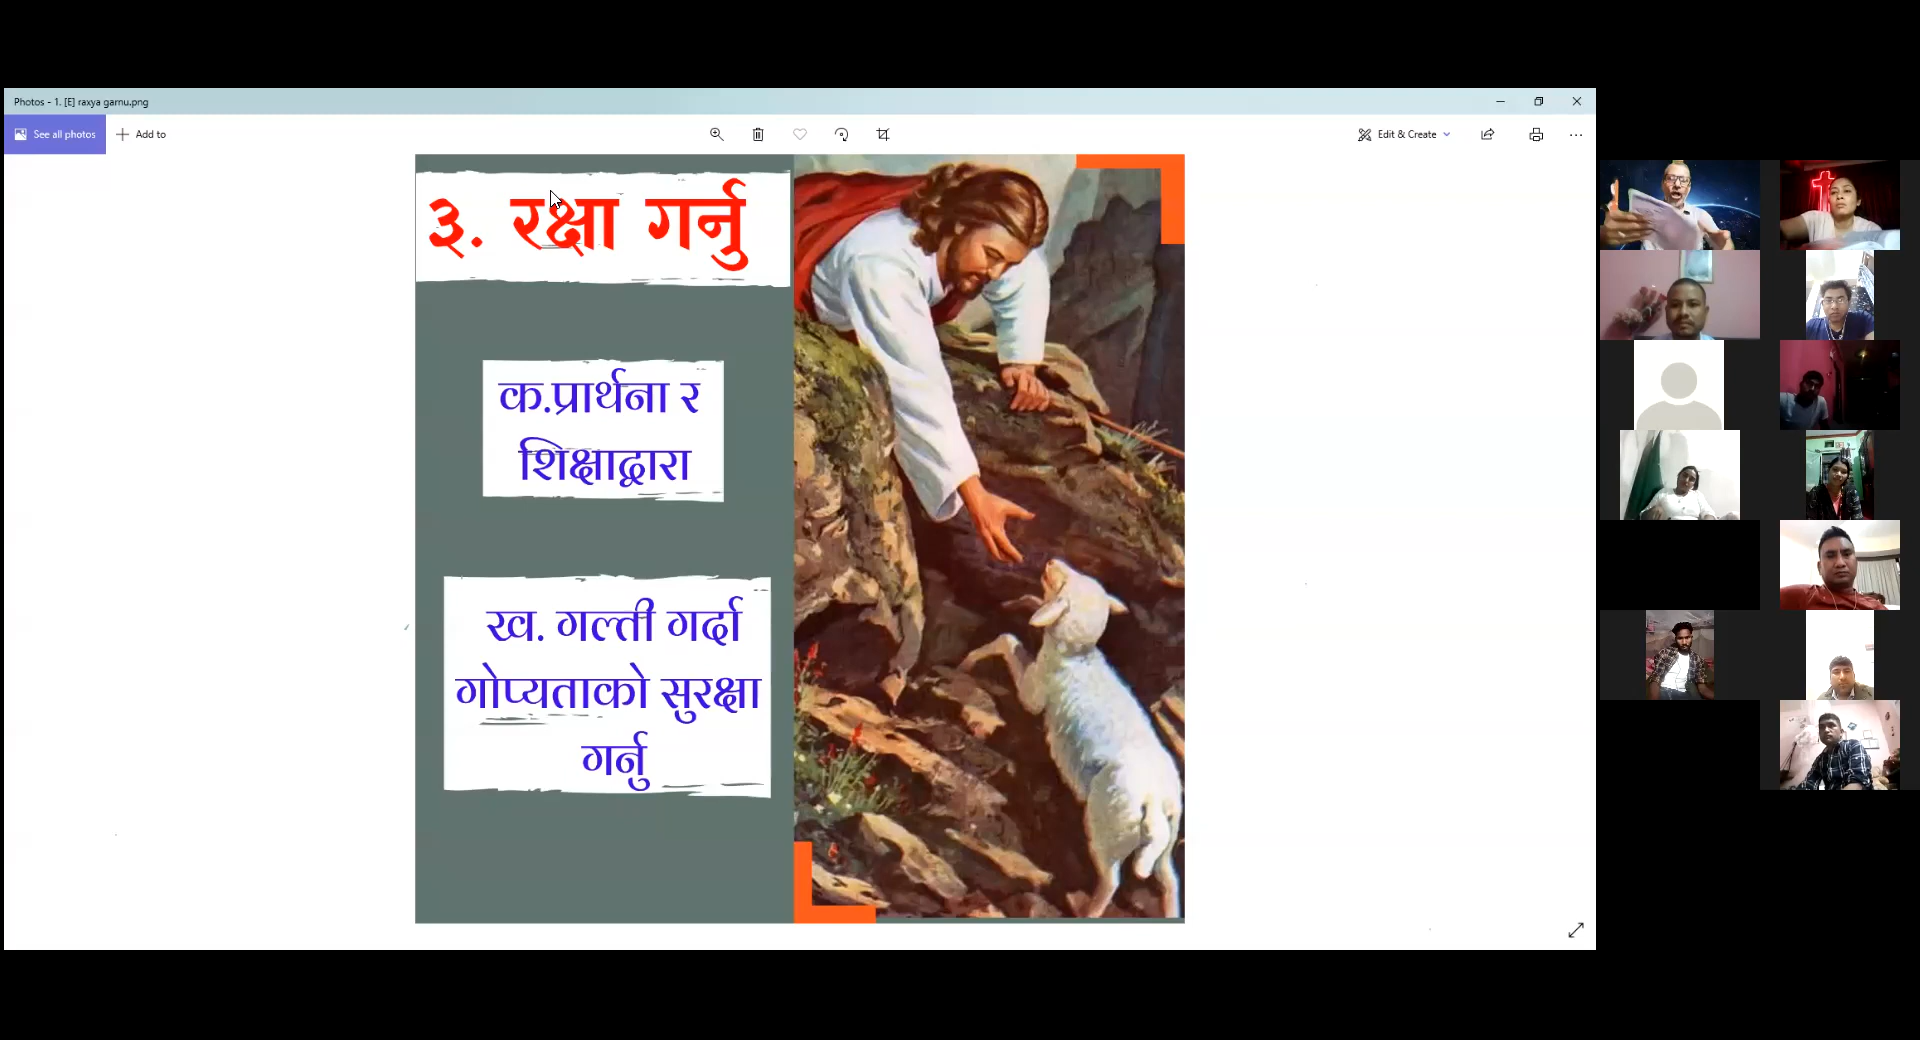 Photos - 1. [E] raxya garnu.png
See all photos
Add to
Edit & Create
३. रक्षा गर्नु
क.प्रार्थना र
शिक्षाद्वारा
ख. गल्ती गर्दा
गोप्यताको सुरक्षा
गर्नु